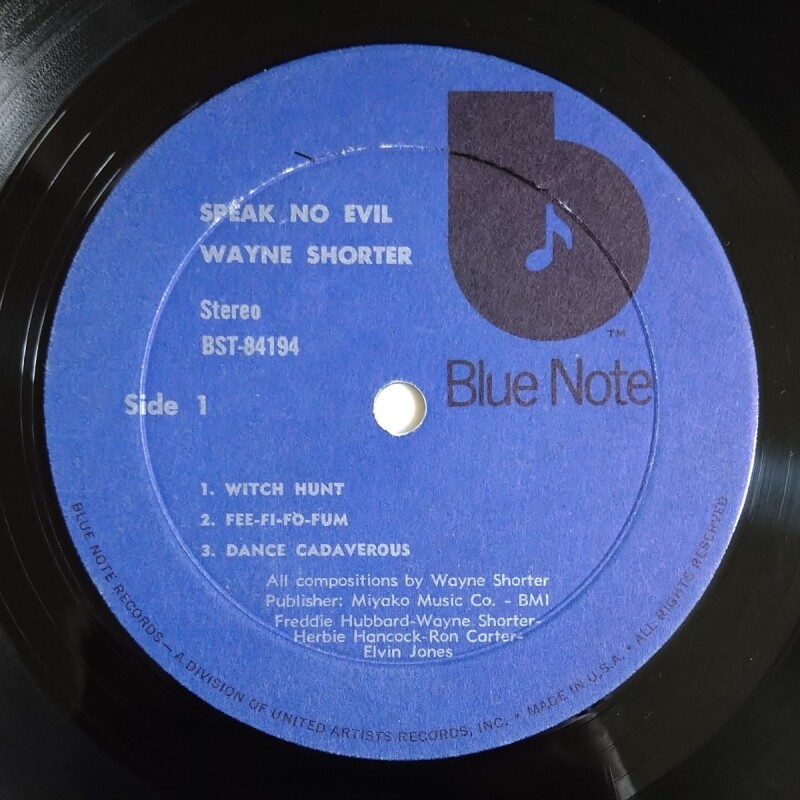 SPEAK NO EVIL
WAYNE SHORTER
Stereo
BST-84194
TM
Blue Note
Side 1
1. WITCH HUNT
2. FEE-FI-FO-FUM
3. DANCE CADAVEROUS
All compositions by Wayne Shorter
Publisher: Miyako Music Co. - BMI
Freddie Hubbard-Wayne Shorter-
Herbie Hancock-Ron Carter-
Elvin Jones
BLUE NOTE RECORDS—A DIVISION OF UNITED ARTISTS RECORDS, INC. • MADE IN U.S.A. • ALL RIGHTS RESERVED